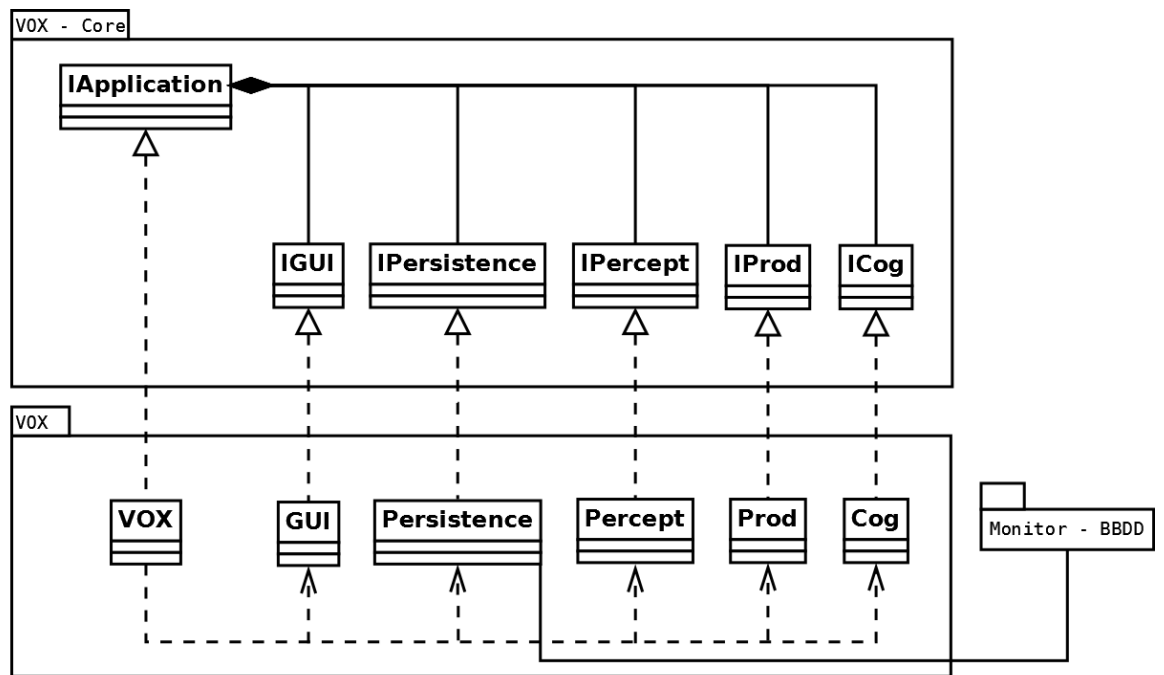 VOX - Core
IApplication
IGUI
IPersistence
IPercept
IProd
ICog
VOX
VOX
GUI
Persistence
Percept
Prod
Cog
Monitor - BBDD